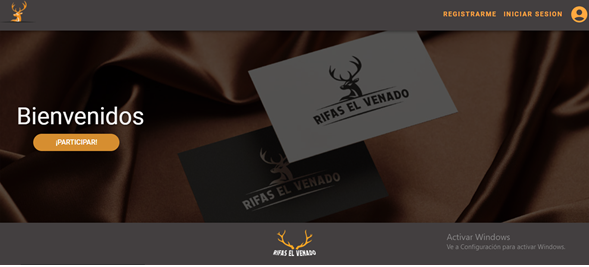 REGISTRARME INICIAR SESION
RIFAS EL VENADO
Bienvenidos
¡PARTICIPAR!
RIFAS EL VENADO
RIFAS EL VENADO
Activar Windows
Ve a Configuración para activar Windows.